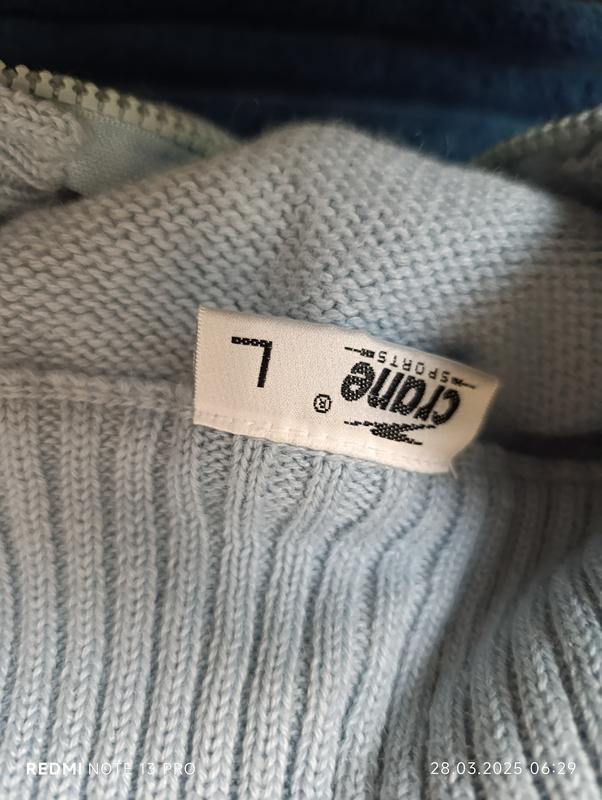 crane®
SPORTS
L
REDMI NOTE 13 PRO
28.03.2025 06:29